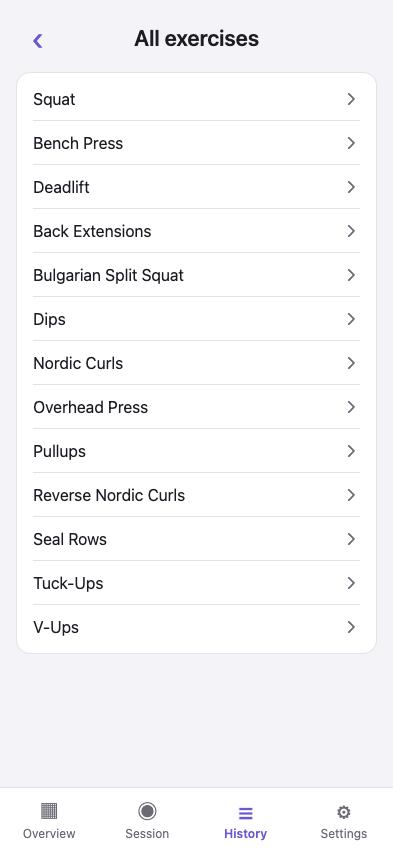 All exercises
Squat
Bench Press
Deadlift
Back Extensions
Bulgarian Split Squat
Dips
Nordic Curls
Overhead Press
Pullups
Reverse Nordic Curls
Seal Rows
Tuck-Ups
V-Ups
Overview
Session
History
Settings